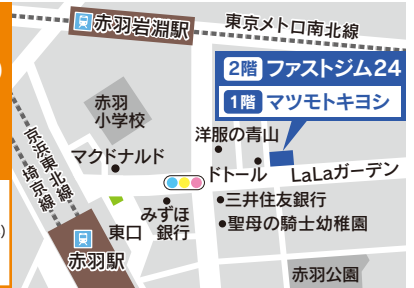 赤羽岩淵駅
東京メトロ南北線
2階 ファストジム24
1階 マツモトキヨシ
赤羽
小学校
洋服の青山
京浜東北線
埼京線
マクドナルド
ドトール
LaLaガーデン
みずほ
銀行
三井住友銀行
聖母の騎士幼稚園
東口
赤羽駅
赤羽公園
)